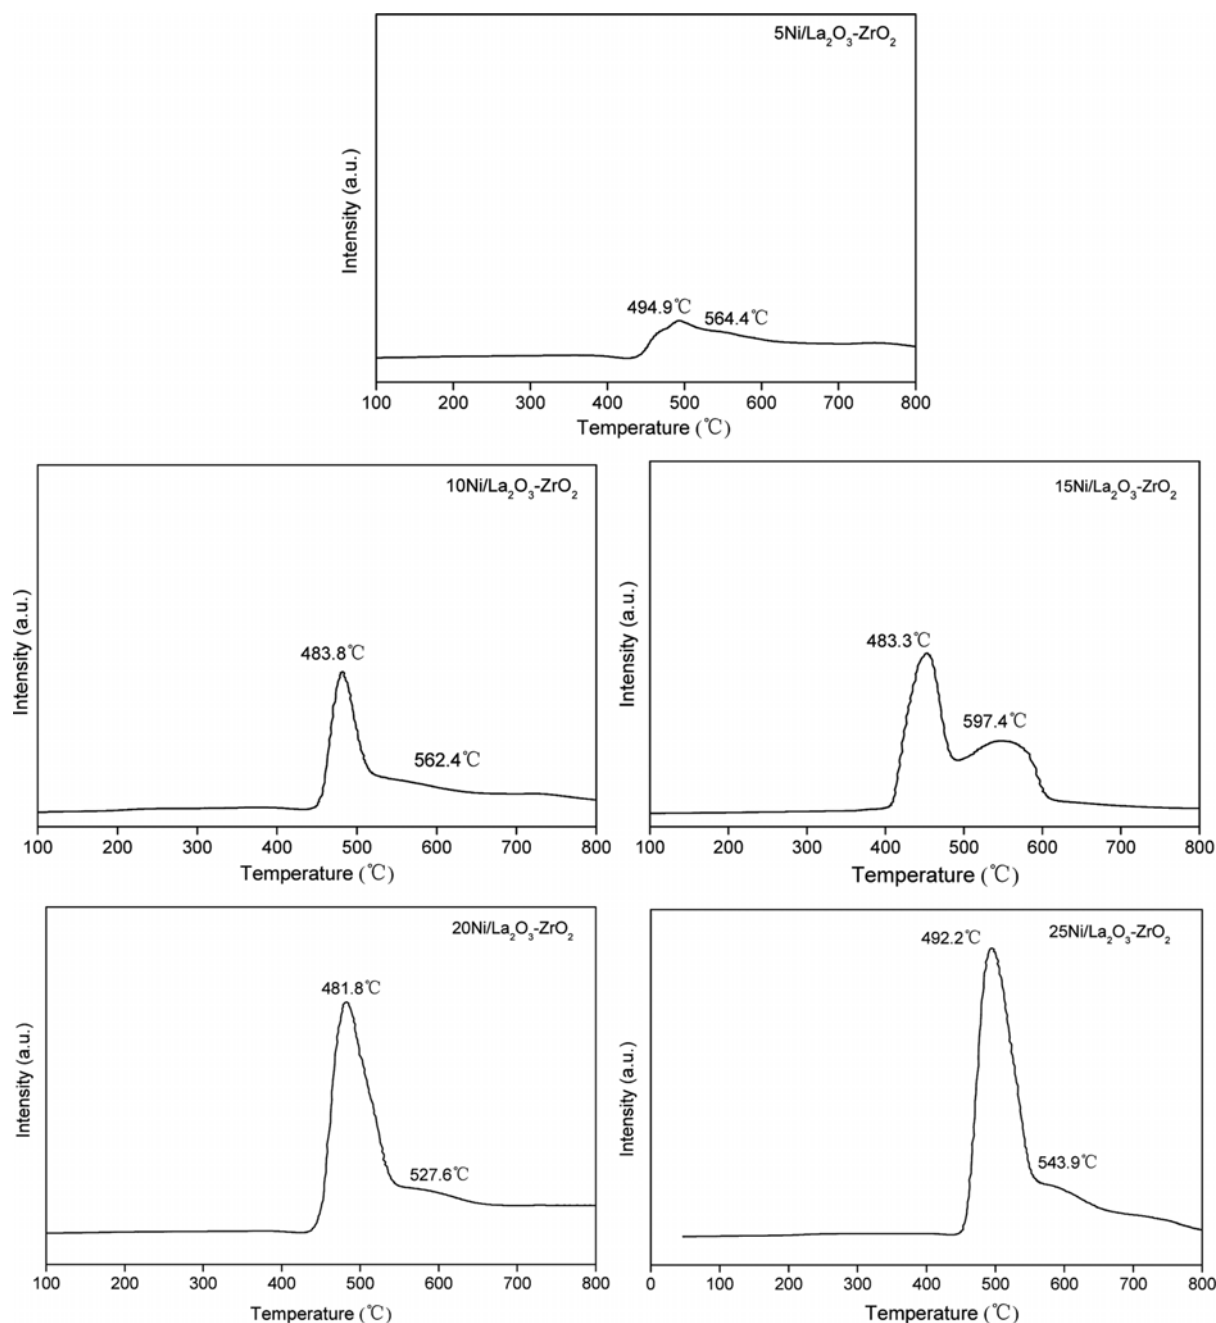 5Ni/La₂O₃-ZrO₂
Intensity (a.u.)
494.9℃
564.4℃
100 200 300 400 500 600 700 800
Temperature (℃)
10Ni/La₂O₃-ZrO₂
Intensity (a.u.)
483.8℃
562.4℃
100 200 300 400 500 600 700 800
Temperature (℃)
15Ni/La₂O₃-ZrO₂
Intensity (a.u.)
483.3℃
597.4℃
100 200 300 400 500 600 700 800
Temperature (℃)
20Ni/La₂O₃-ZrO₂
Intensity (a.u.)
481.8℃
527.6℃
100 200 300 400 500 600 700 800
Temperature (℃)
25Ni/La₂O₃-ZrO₂
Intensity (a.u.)
492.2℃
543.9℃
0 100 200 300 400 500 600 700 800
Temperature (℃)